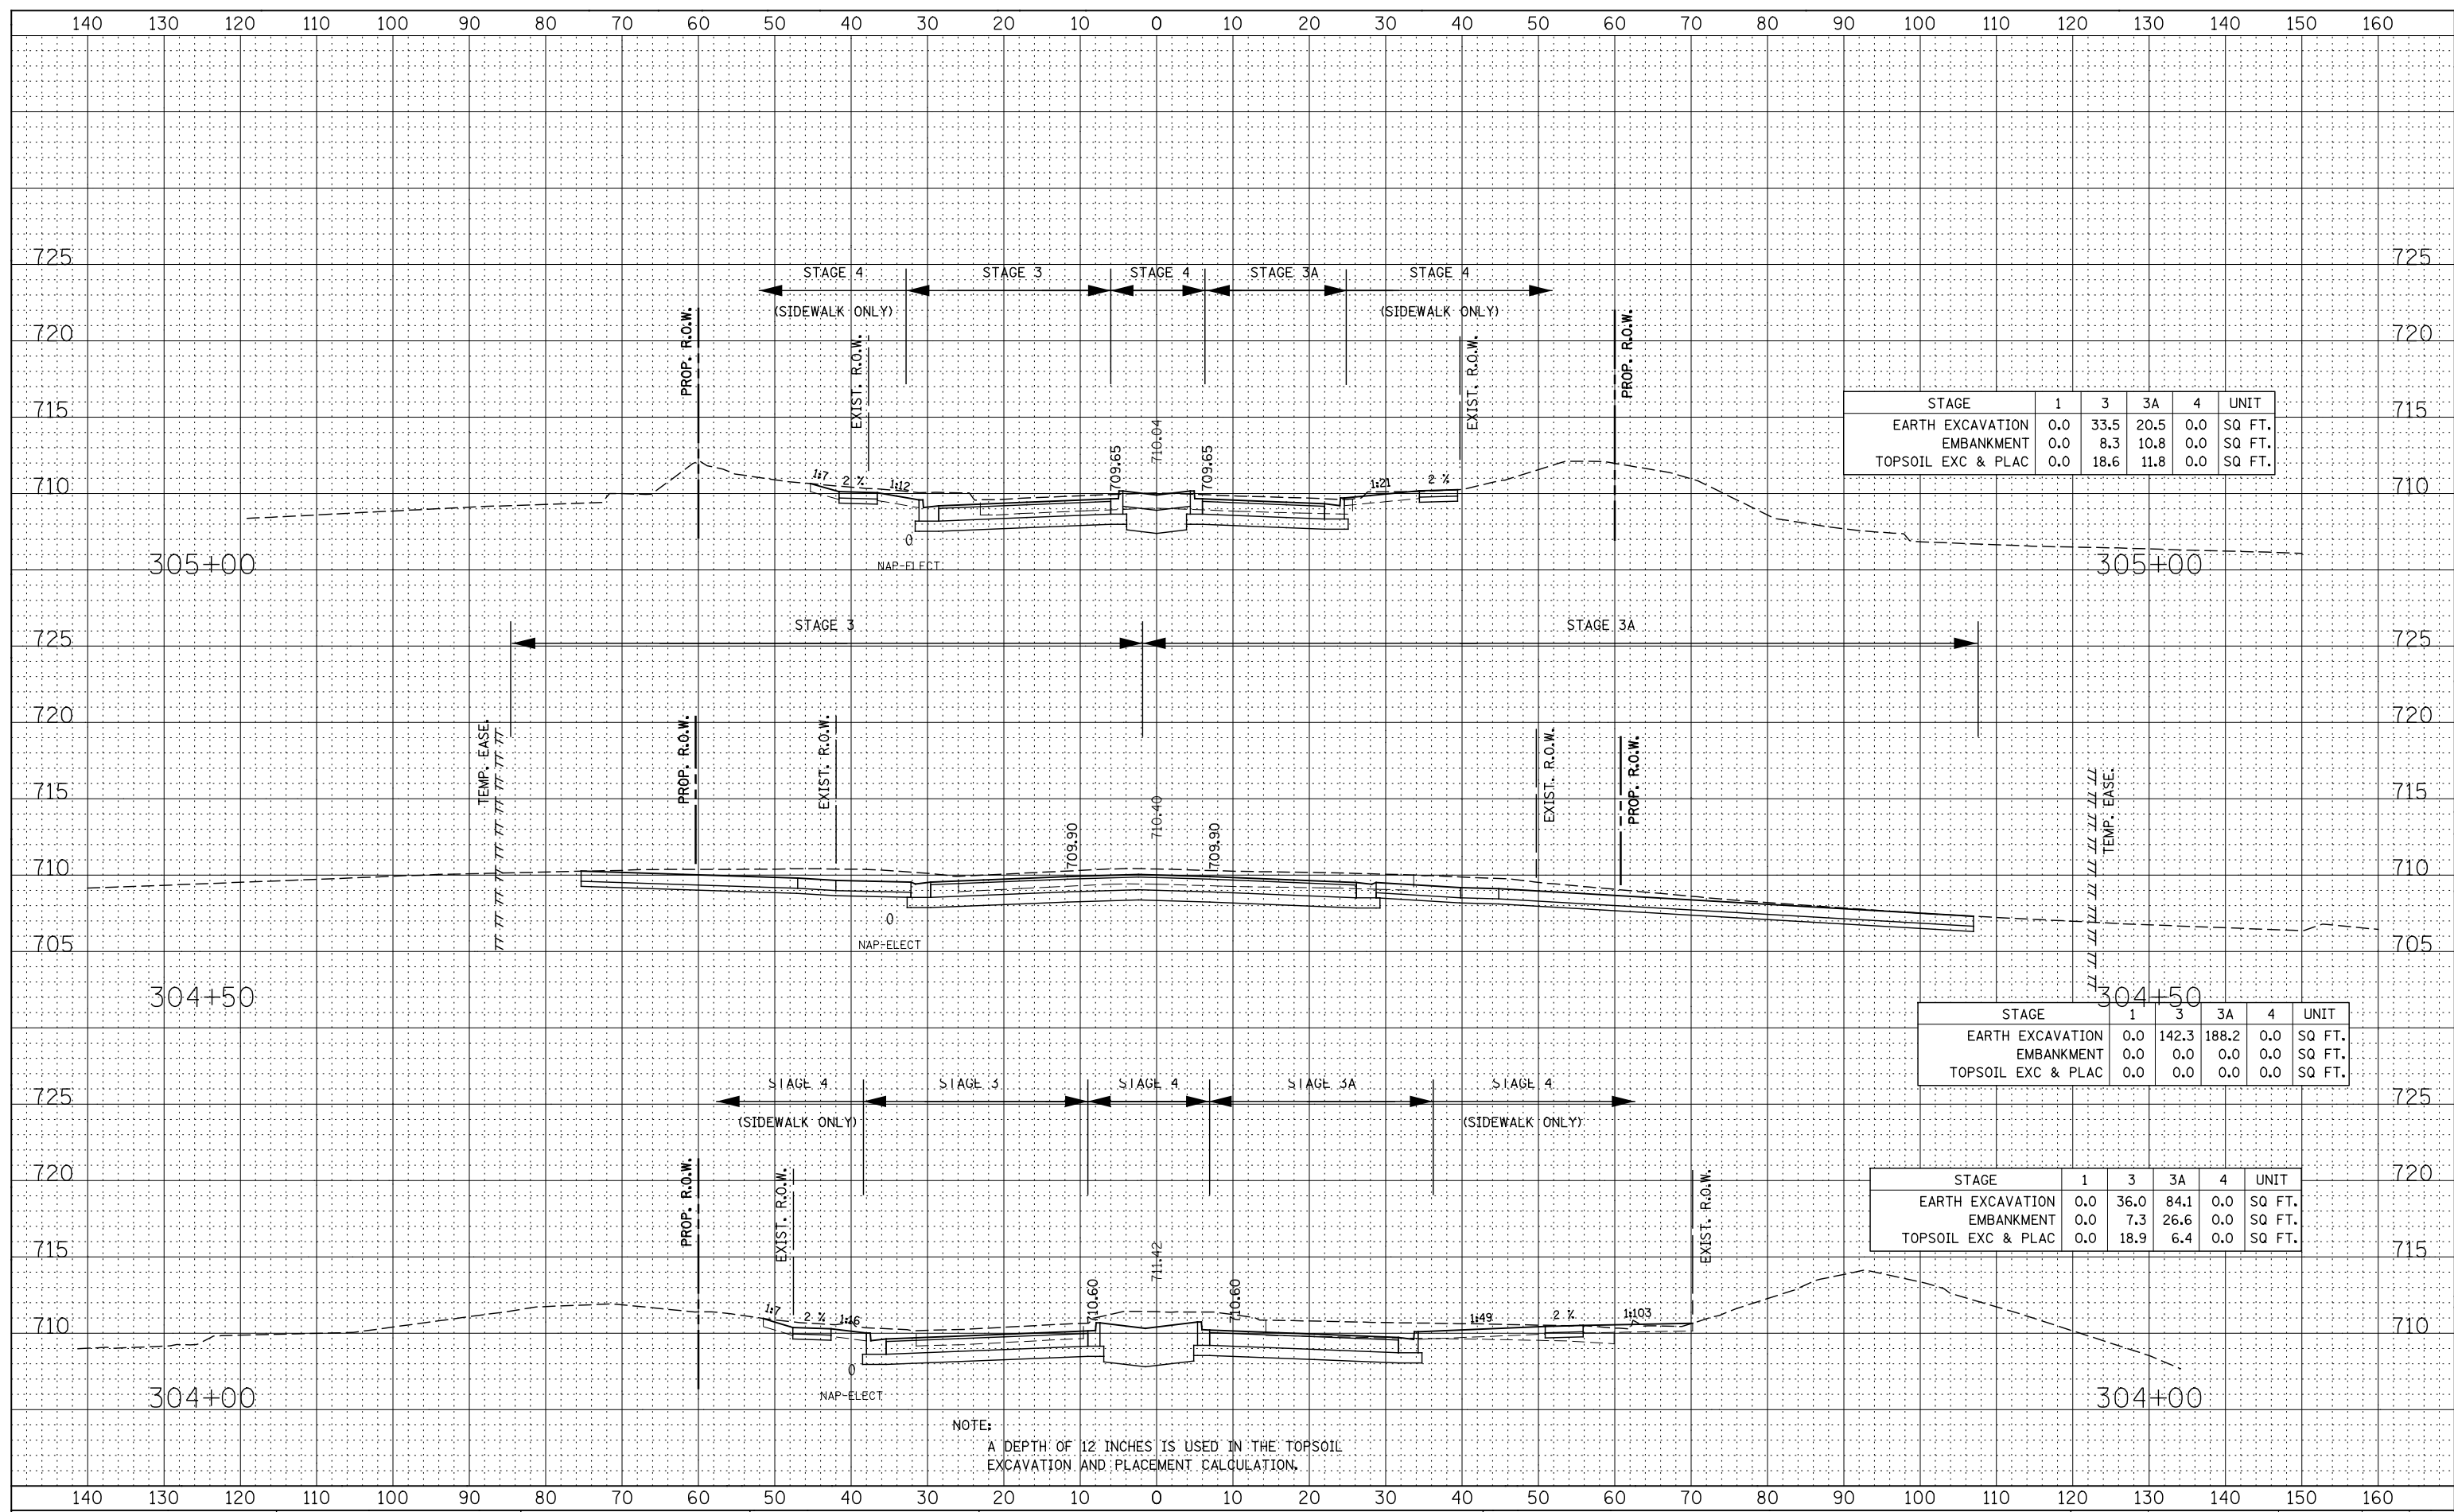 140 130 120 110 100 90 80 70 60 50 40 30 20 10 0 10 20 30 40 50 60 70 80 90 100 110 120 130 140 150 160
725 725
STAGE 4 STAGE 3 STAGE 4 STAGE 3A STAGE 4
(SIDEWALK ONLY) (SIDEWALK ONLY)
720 720
PROP. R.O.W.
EXIST. R.O.W.
EXIST. R.O.W.
PROP. R.O.W.
715 715
STAGE 1 3 3A 4 UNIT
EARTH EXCAVATION 0.0 33.5 20.5 0.0 SQ FT.
EMBANKMENT 0.0 8.3 10.8 0.0 SQ FT.
TOPSOIL EXC & PLAC 0.0 18.6 11.8 0.0 SQ FT.
709.65
710.04
709.65
1:7 2 % 1:12 1:21 2 %
710 710
0
NAP-ELECT
305+00 305+00
725 725
STAGE 3 STAGE 3A
720 720
TEMP. EASE.
PROP. R.O.W.
EXIST. R.O.W.
EXIST. R.O.W.
PROP. R.O.W.
TEMP. EASE.
715 715
709.90
710.40
709.90
710 710
0
NAP-ELECT
705 705
304+50 304+50
STAGE 1 3 3A 4 UNIT
EARTH EXCAVATION 0.0 142.3 188.2 0.0 SQ FT.
EMBANKMENT 0.0 0.0 0.0 0.0 SQ FT.
TOPSOIL EXC & PLAC 0.0 0.0 0.0 0.0 SQ FT.
STAGE 4 STAGE 3 STAGE 4 STAGE 3A STAGE 4
725 725
(SIDEWALK ONLY) (SIDEWALK ONLY)
720 720
PROP. R.O.W.
EXIST. R.O.W.
EXIST. R.O.W.
STAGE 1 3 3A 4 UNIT
EARTH EXCAVATION 0.0 36.0 84.1 0.0 SQ FT.
EMBANKMENT 0.0 7.3 26.6 0.0 SQ FT.
TOPSOIL EXC & PLAC 0.0 18.9 6.4 0.0 SQ FT.
715 715
710.60
711.42
710.60
1:7 2 % 1:16 1:49 2 % 1:103
710 710
0
NAP-ELECT
304+00 304+00
NOTE:
A DEPTH OF 12 INCHES IS USED IN THE TOPSOIL
EXCAVATION AND PLACEMENT CALCULATION.
140 130 120 110 100 90 80 70 60 50 40 30 20 10 0 10 20 30 40 50 60 70 80 90 100 110 120 130 140 150 160